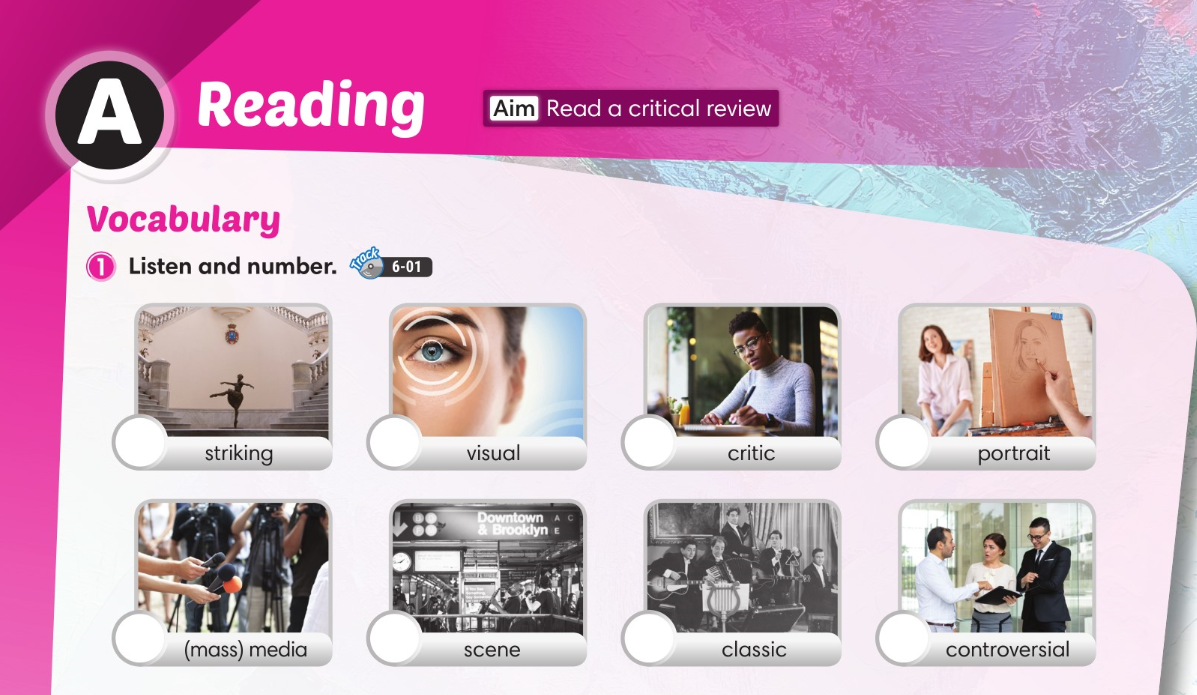 A
Reading
Aim Read a critical review
Vocabulary
1 Listen and number. Track 6-01
striking
visual
critic
portrait
Downtown A C
& Brooklyn E
(mass) media
scene
classic
controversial